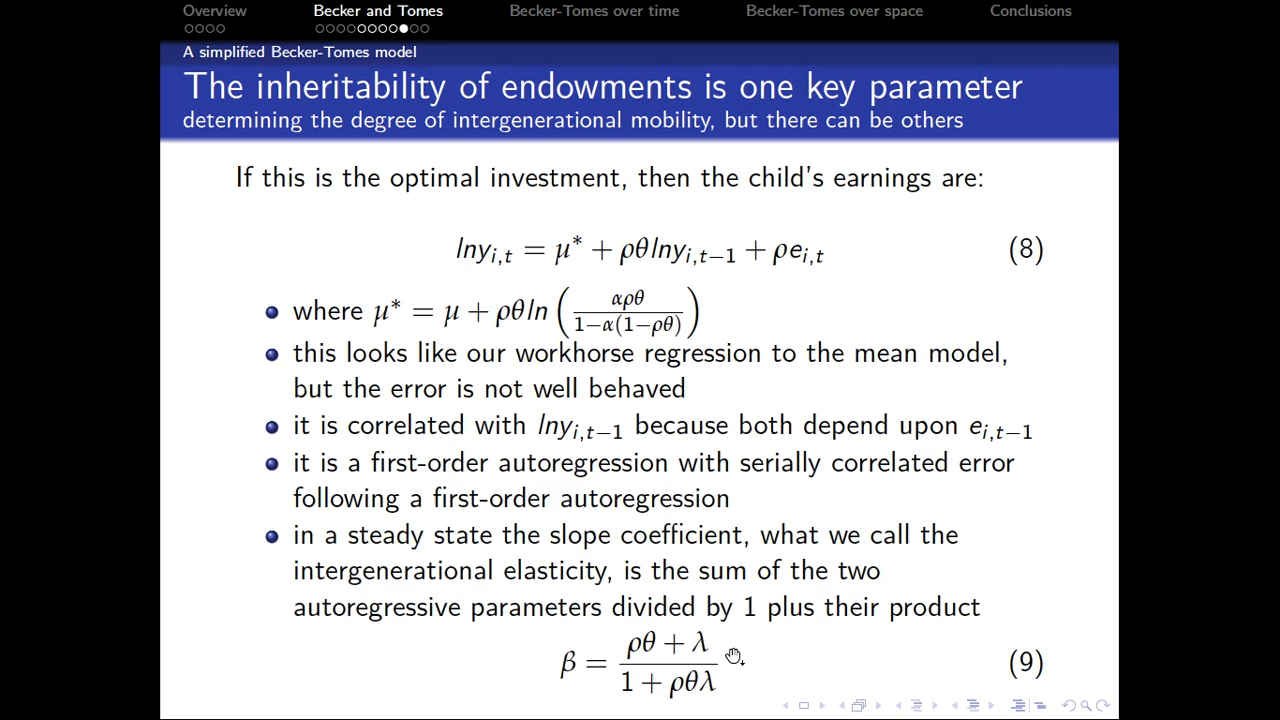 Overview Becker and Tomes Becker-Tomes over time Becker-Tomes over space Conclusions
A simplified Becker-Tomes model
The inheritability of endowments is one key parameter
determining the degree of intergenerational mobility, but there can be others
If this is the optimal investment, then the child's earnings are:
lny_{i,t} = μ* + ρθlny_{i,t−1} + ρe_{i,t} (8)
where μ* = μ + ρθln(αρθ / 1−α(1−ρθ))
this looks like our workhorse regression to the mean model,
but the error is not well behaved
it is correlated with lny_{i,t−1} because both depend upon e_{i,t−1}
it is a first-order autoregression with serially correlated error
following a first-order autoregression
in a steady state the slope coefficient, what we call the
intergenerational elasticity, is the sum of the two
autoregressive parameters divided by 1 plus their product
β = (ρθ + λ) / (1 + ρθλ) (9)